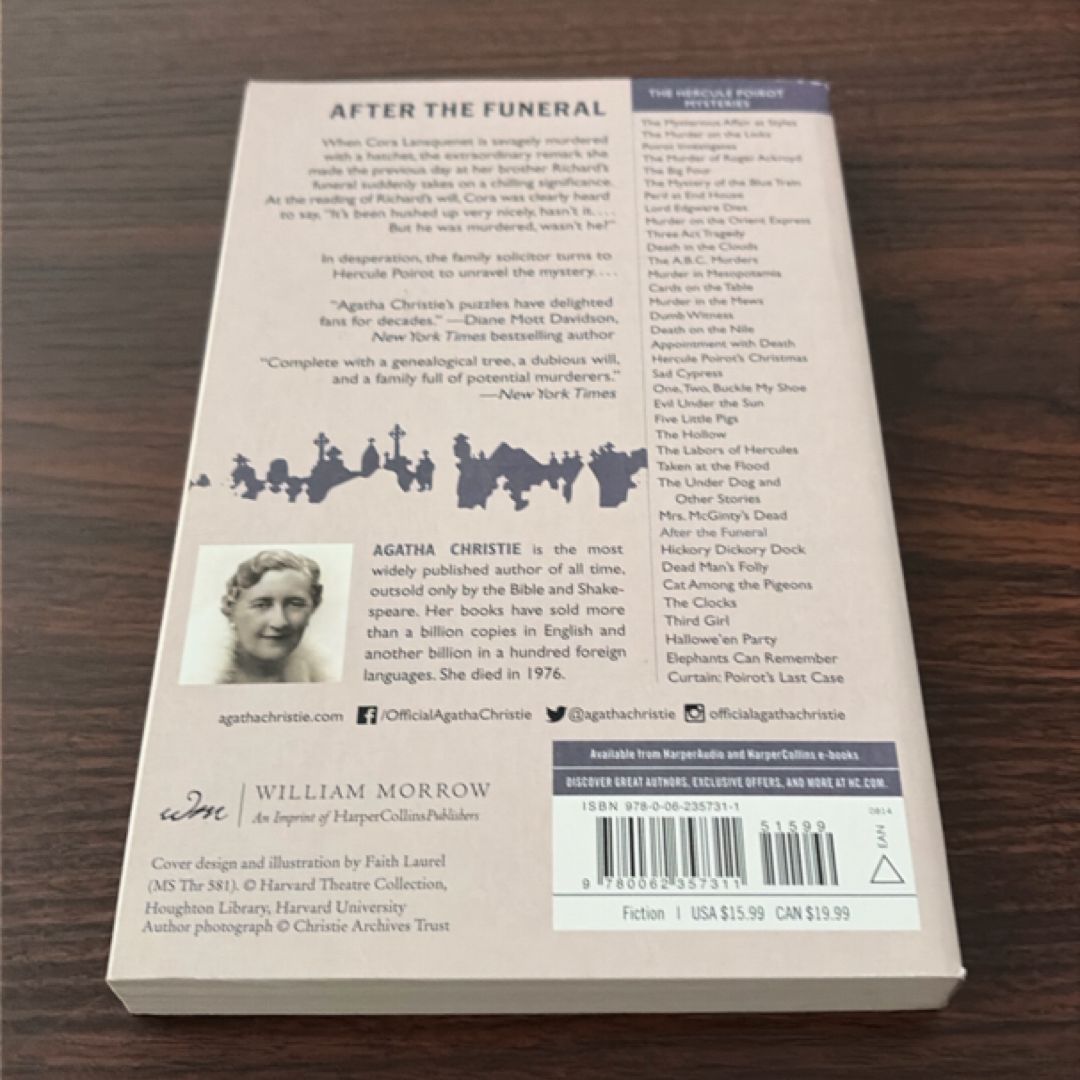 AFTER THE FUNERAL
When Cora Lansquenet is savagely murdered
with a hatchet, the extraordinary remark she
made the previous day at her brother Richard's
funeral suddenly takes on a chilling significance.
At the reading of Richard's will, Cora was clearly heard
to say, "It's been hushed up very nicely, hasn't it. . . .
But he was murdered, wasn't he?"
In desperation, the family solicitor turns to
Hercule Poirot to unravel the mystery. . . .
"Agatha Christie's puzzles have delighted
fans for decades." —Diane Mott Davidson,
New York Times bestselling author
"Complete with a genealogical tree, a dubious will,
and a family full of potential murderers."
—New York Times
AGATHA CHRISTIE is the most
widely published author of all time,
outsold only by the Bible and Shake-
speare. Her books have sold more
than a billion copies in English and
another billion in a hundred foreign
languages. She died in 1976.
THE HERCULE POIROT
MYSTERIES
The Mysterious Affair at Styles
The Murder on the Links
Poirot Investigates
The Murder of Roger Ackroyd
The Big Four
The Mystery of the Blue Train
Peril at End House
Lord Edgware Dies
Murder on the Orient Express
Three Act Tragedy
Death in the Clouds
The A.B.C. Murders
Murder in Mesopotamia
Cards on the Table
Murder in the Mews
Dumb Witness
Death on the Nile
Appointment with Death
Hercule Poirot's Christmas
Sad Cypress
One, Two, Buckle My Shoe
Evil Under the Sun
Five Little Pigs
The Hollow
The Labors of Hercules
Taken at the Flood
The Under Dog and
Other Stories
Mrs. McGinty's Dead
After the Funeral
Hickory Dickory Dock
Dead Man's Folly
Cat Among the Pigeons
The Clocks
Third Girl
Hallowe'en Party
Elephants Can Remember
Curtain: Poirot's Last Case
agathachristie.com /OfficialAgathaChristie @agathachristie officialagathachristie
WILLIAM MORROW
An Imprint of HarperCollinsPublishers
Cover design and illustration by Faith Laurel
(MS Thr 581). © Harvard Theatre Collection,
Houghton Library, Harvard University
Author photograph © Christie Archives Trust
Available from HarperAudio and HarperCollins e-books
DISCOVER GREAT AUTHORS, EXCLUSIVE OFFERS, AND MORE AT HC.COM.
ISBN 978-0-06-235731-1
0814
51599
EAN
9 780062 357311
Fiction | USA $15.99 CAN $19.99